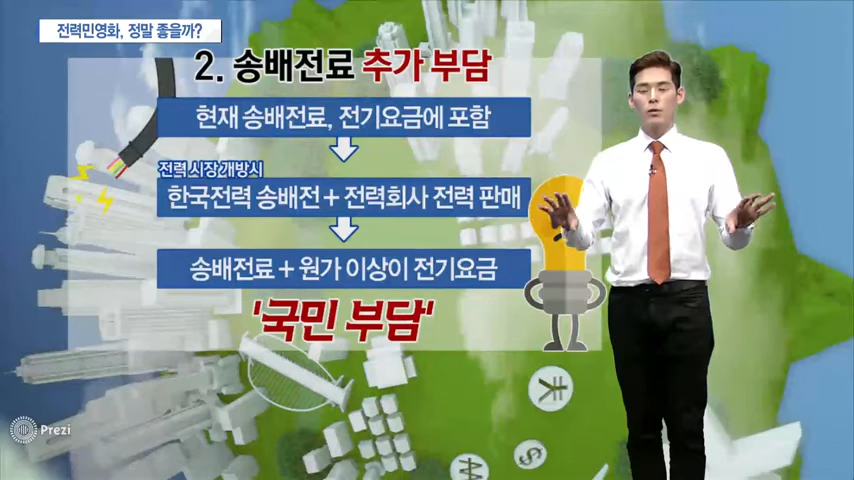 전력민영화, 정말 좋을까?
2. 송배전료 추가 부담
현재 송배전료, 전기요금에 포함
전력 시장 개방시
한국전력 송배전 + 전력회사 전력 판매
송배전료 + 원가 이상이 전기요금
'국민 부담'
Prezi
$
₩